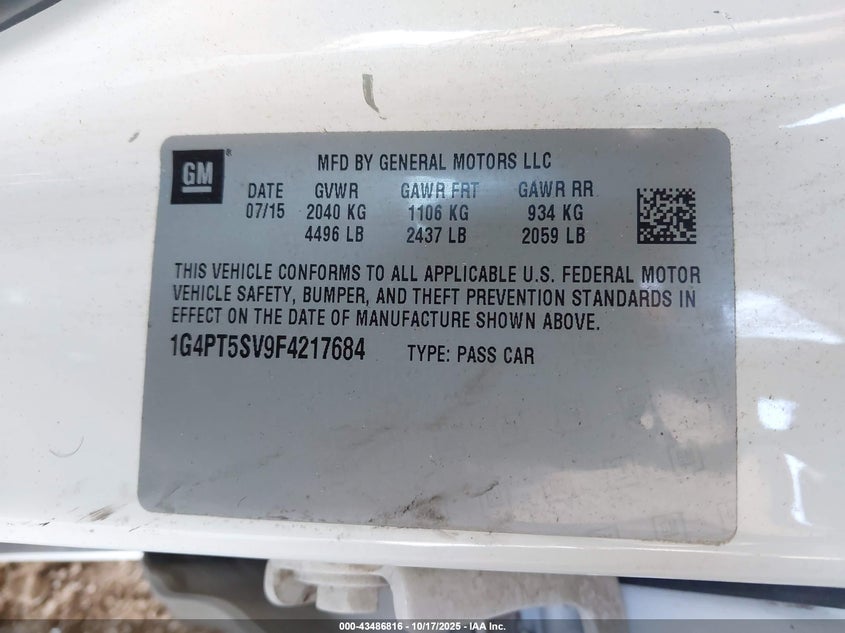 GM®
MFD BY GENERAL MOTORS LLC
DATE GVWR GAWR FRT GAWR RR
07/15 2040 KG 1106 KG 934 KG
4496 LB 2437 LB 2059 LB
THIS VEHICLE CONFORMS TO ALL APPLICABLE U.S. FEDERAL MOTOR
VEHICLE SAFETY, BUMPER, AND THEFT PREVENTION STANDARDS IN
EFFECT ON THE DATE OF MANUFACTURE SHOWN ABOVE.
1G4PT5SV9F4217684 TYPE: PASS CAR
000-43486816 - 10/17/2025 - IAA Inc.